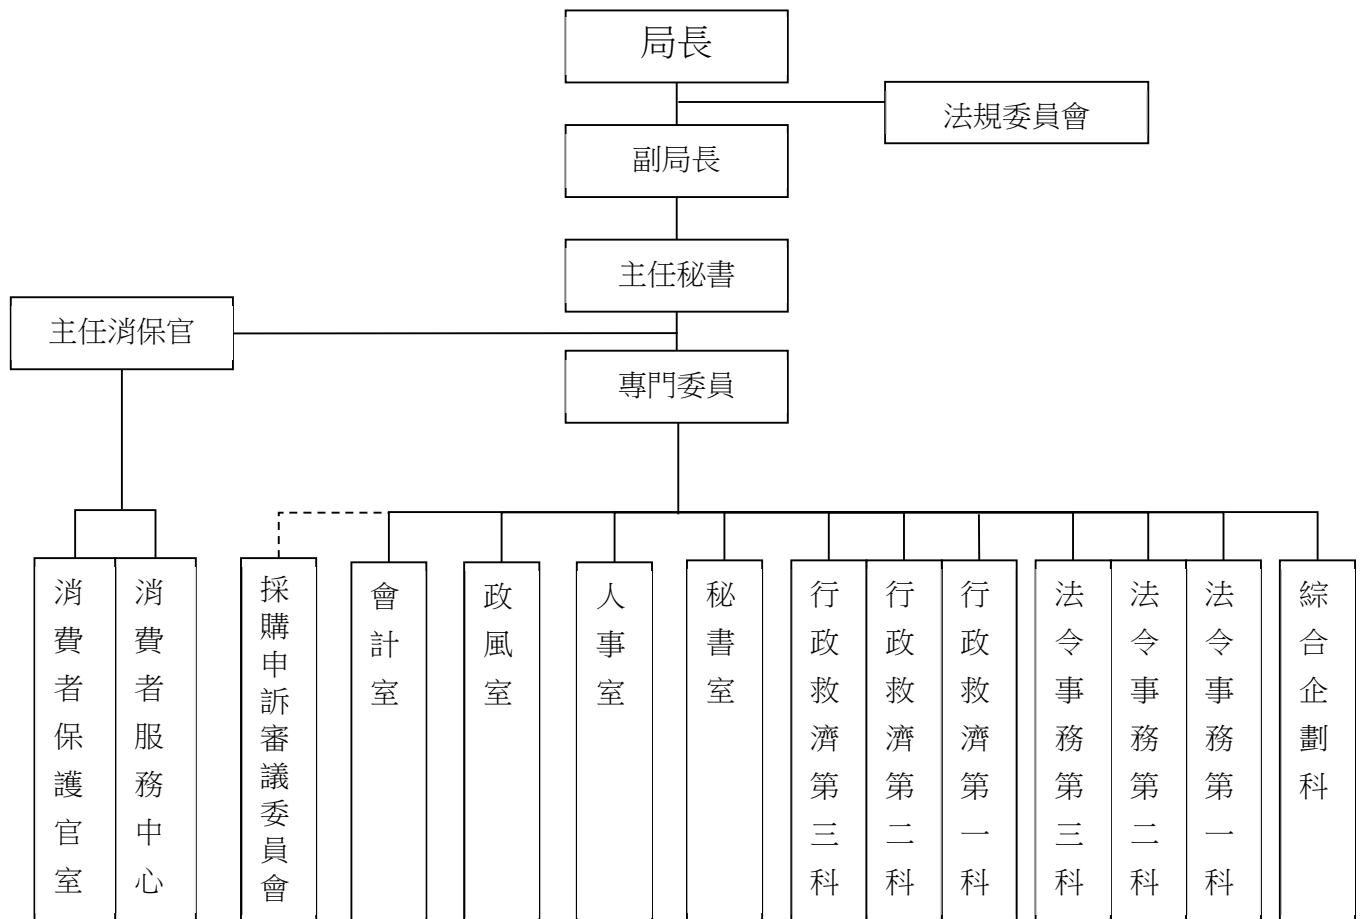 局長
法規委員會
副局長
主任秘書
主任消保官
專門委員
消費者保護官室
消費者服務中心
採購申訴審議委員會
會計室
政風室
人事室
秘書室
行政救濟第三科
行政救濟第二科
行政救濟第一科
法令事務第三科
法令事務第二科
法令事務第一科
綜合企劃科